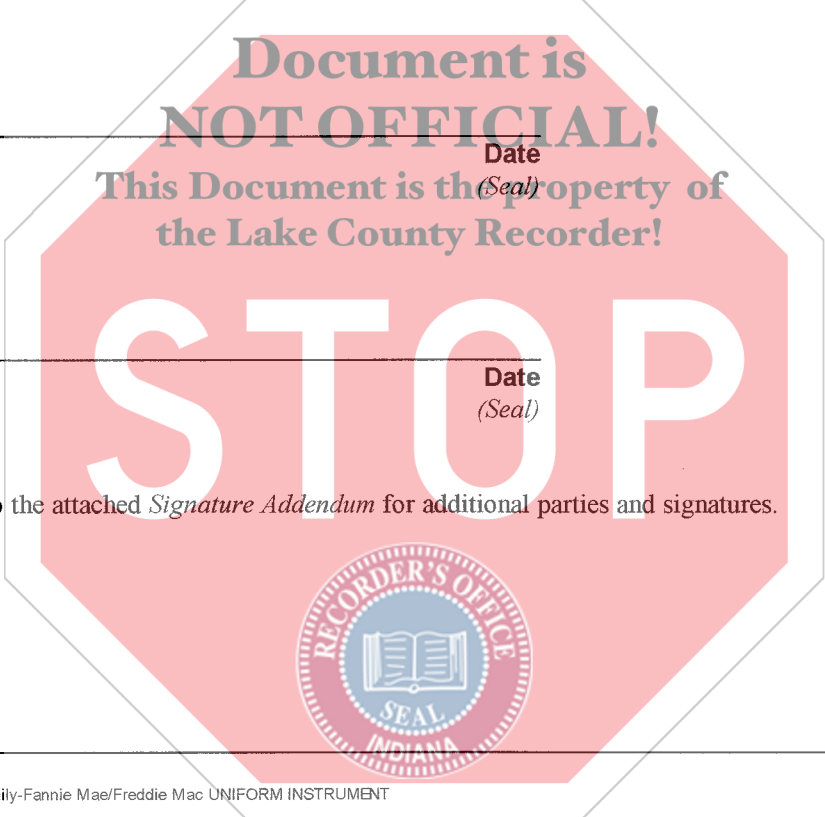 Document is
NOT OFFICIAL!
Date
This Document is the property of
(Seal)
the Lake County Recorder!
STOP
Date
(Seal)
the attached Signature Addendum for additional parties and signatures.
RECORDER'S OFFICE
SEAL
INDIANA
ily-Fannie Mae/Freddie Mac UNIFORM INSTRUMENT